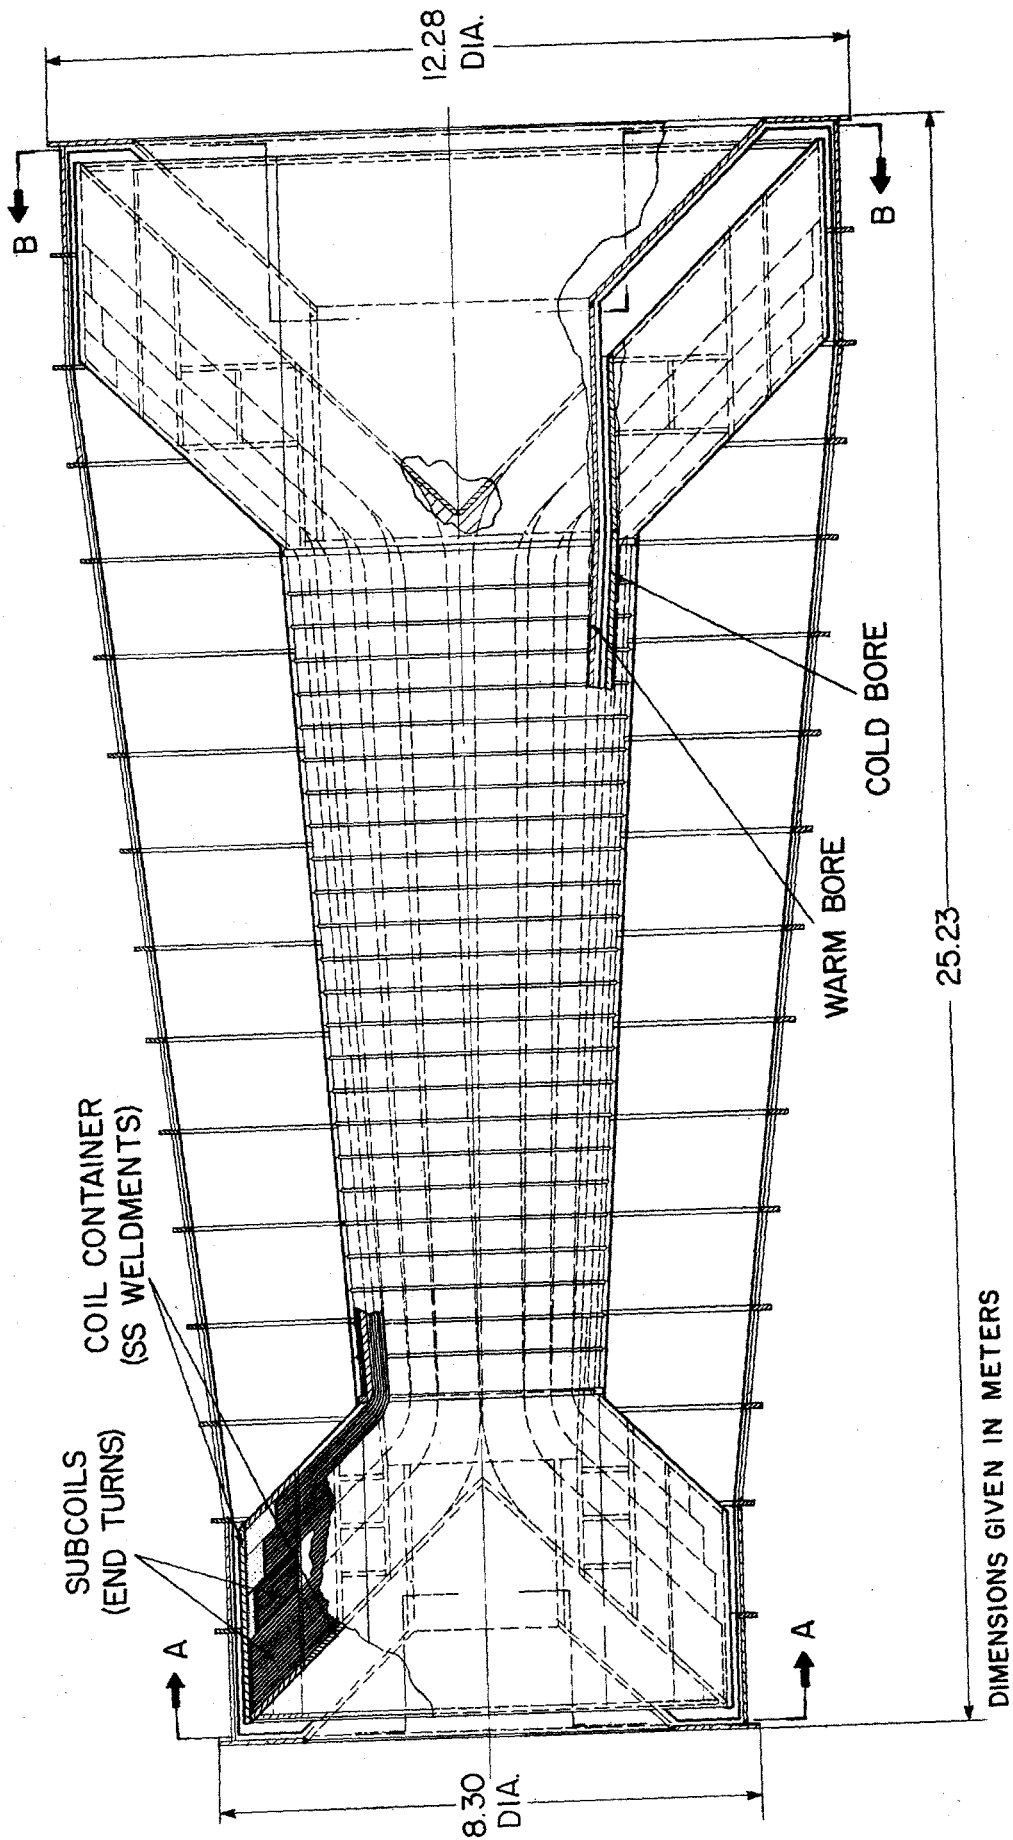 12.28
DIA.
B
B
COIL CONTAINER
(SS WELDMENTS)
SUBCOILS
(END TURNS)
COLD BORE
WARM BORE
25.23
A
A
8.30
DIA.
DIMENSIONS GIVEN IN METERS